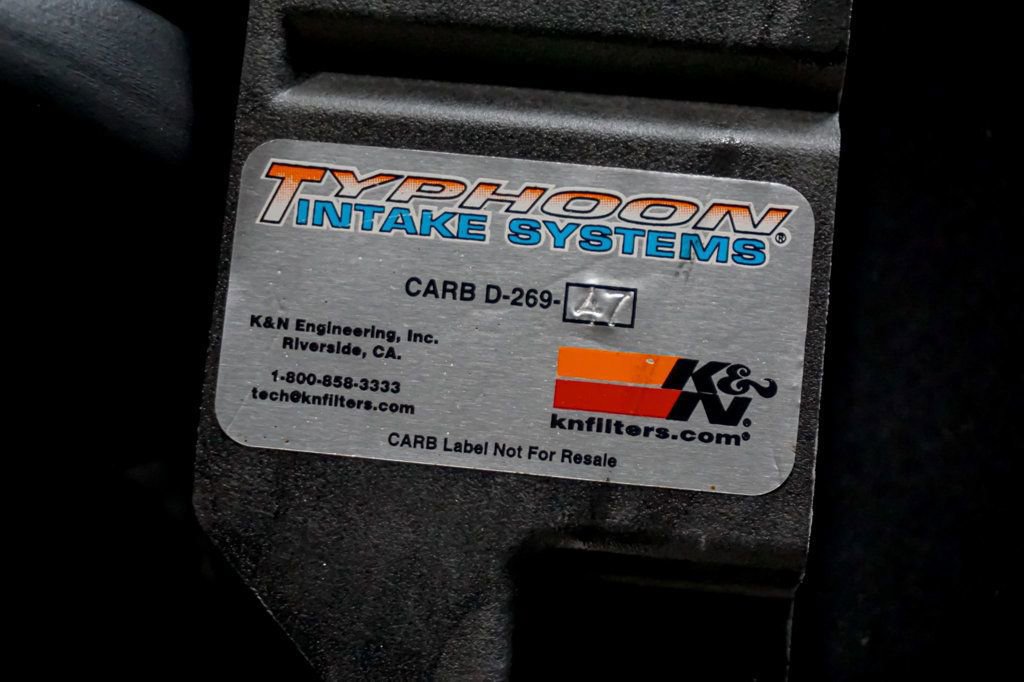 TYPHOON®
INTAKE SYSTEMS
CARB D-269-47
K&N Engineering, Inc.
Riverside, CA.
1-800-858-3333
tech@knfilters.com
K&N®
knfilters.com®
CARB Label Not For Resale